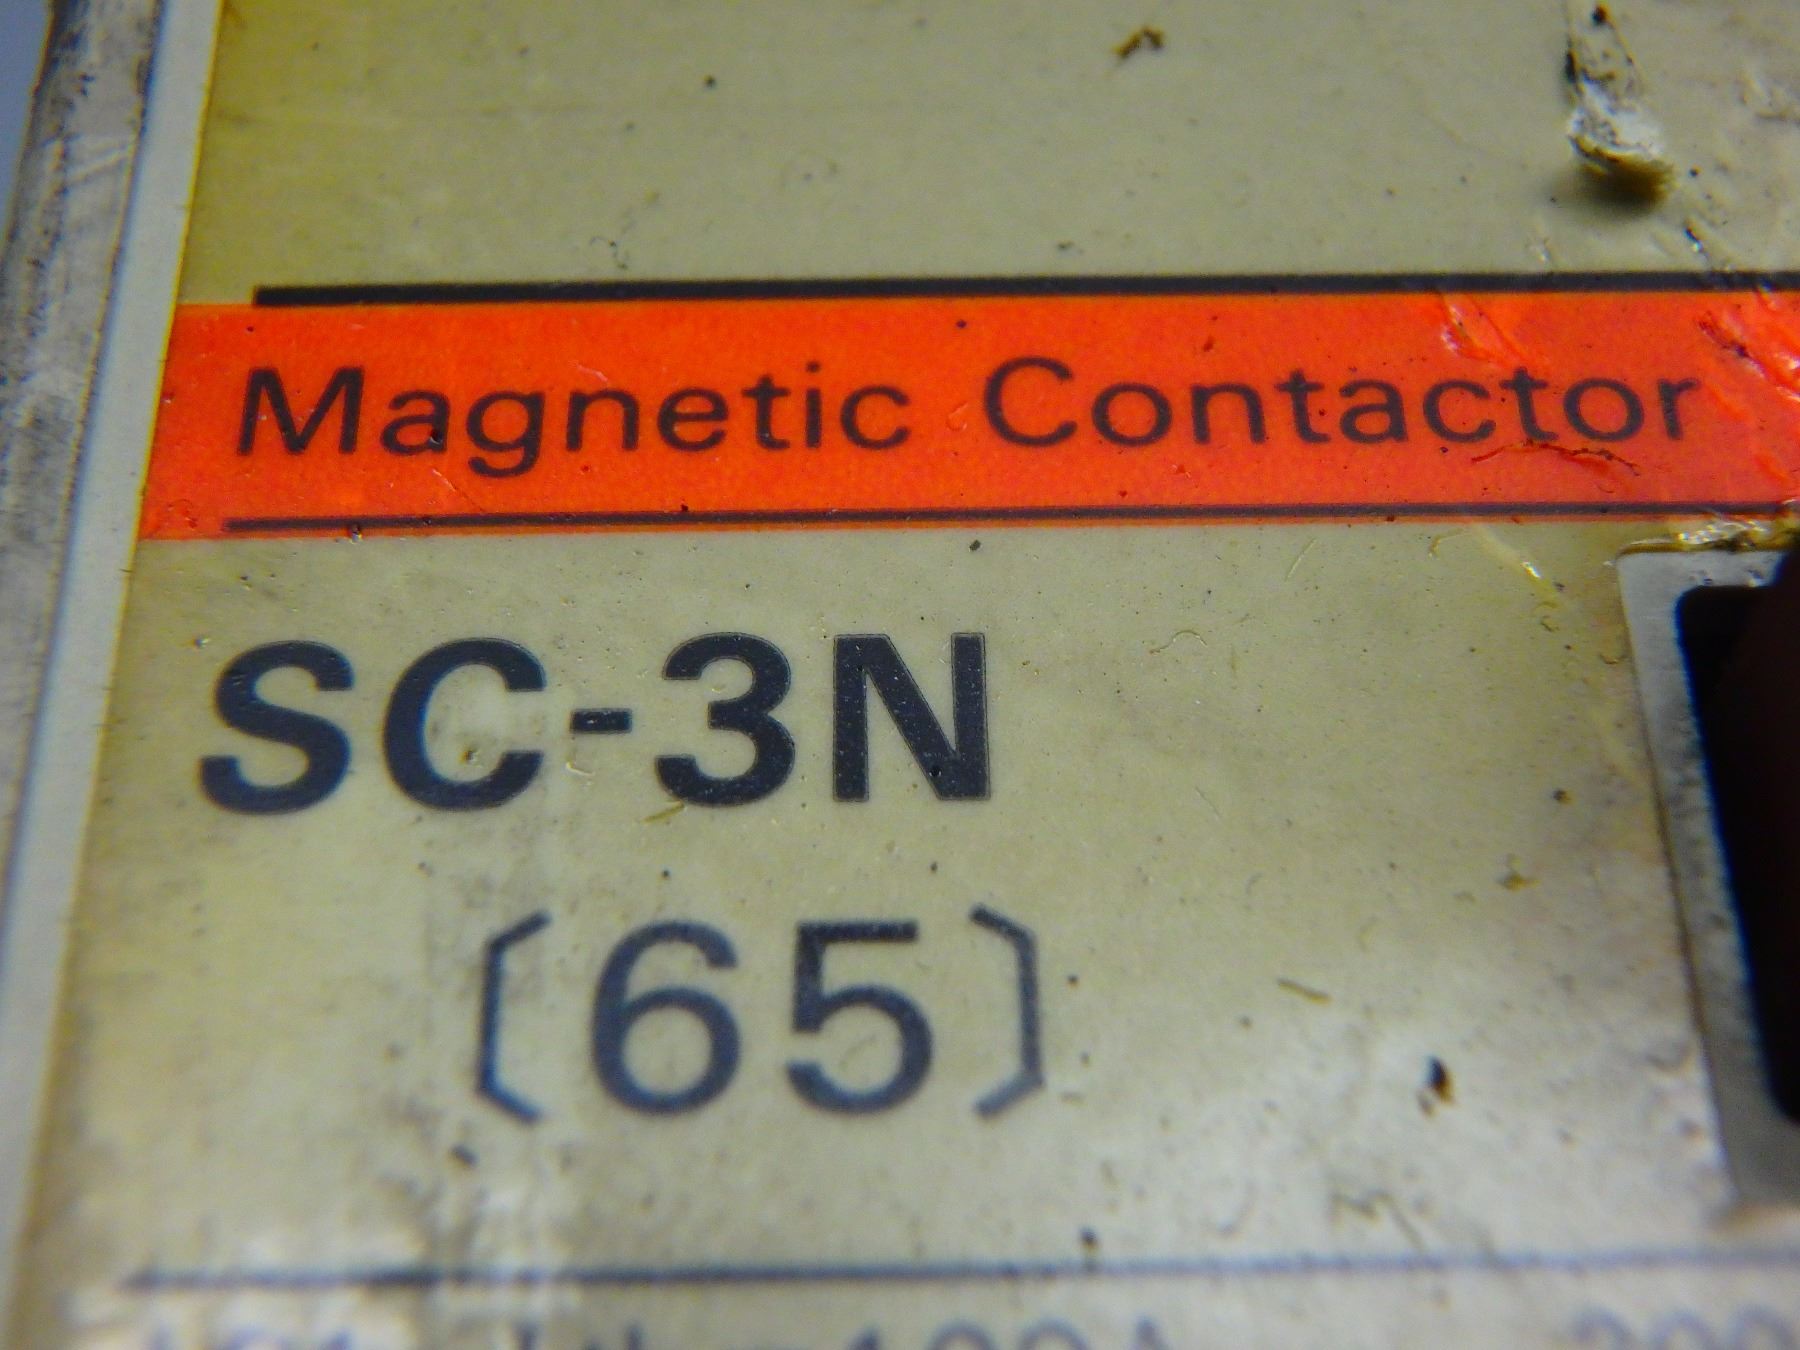 Magnetic Contactor
SC-3N
(65)